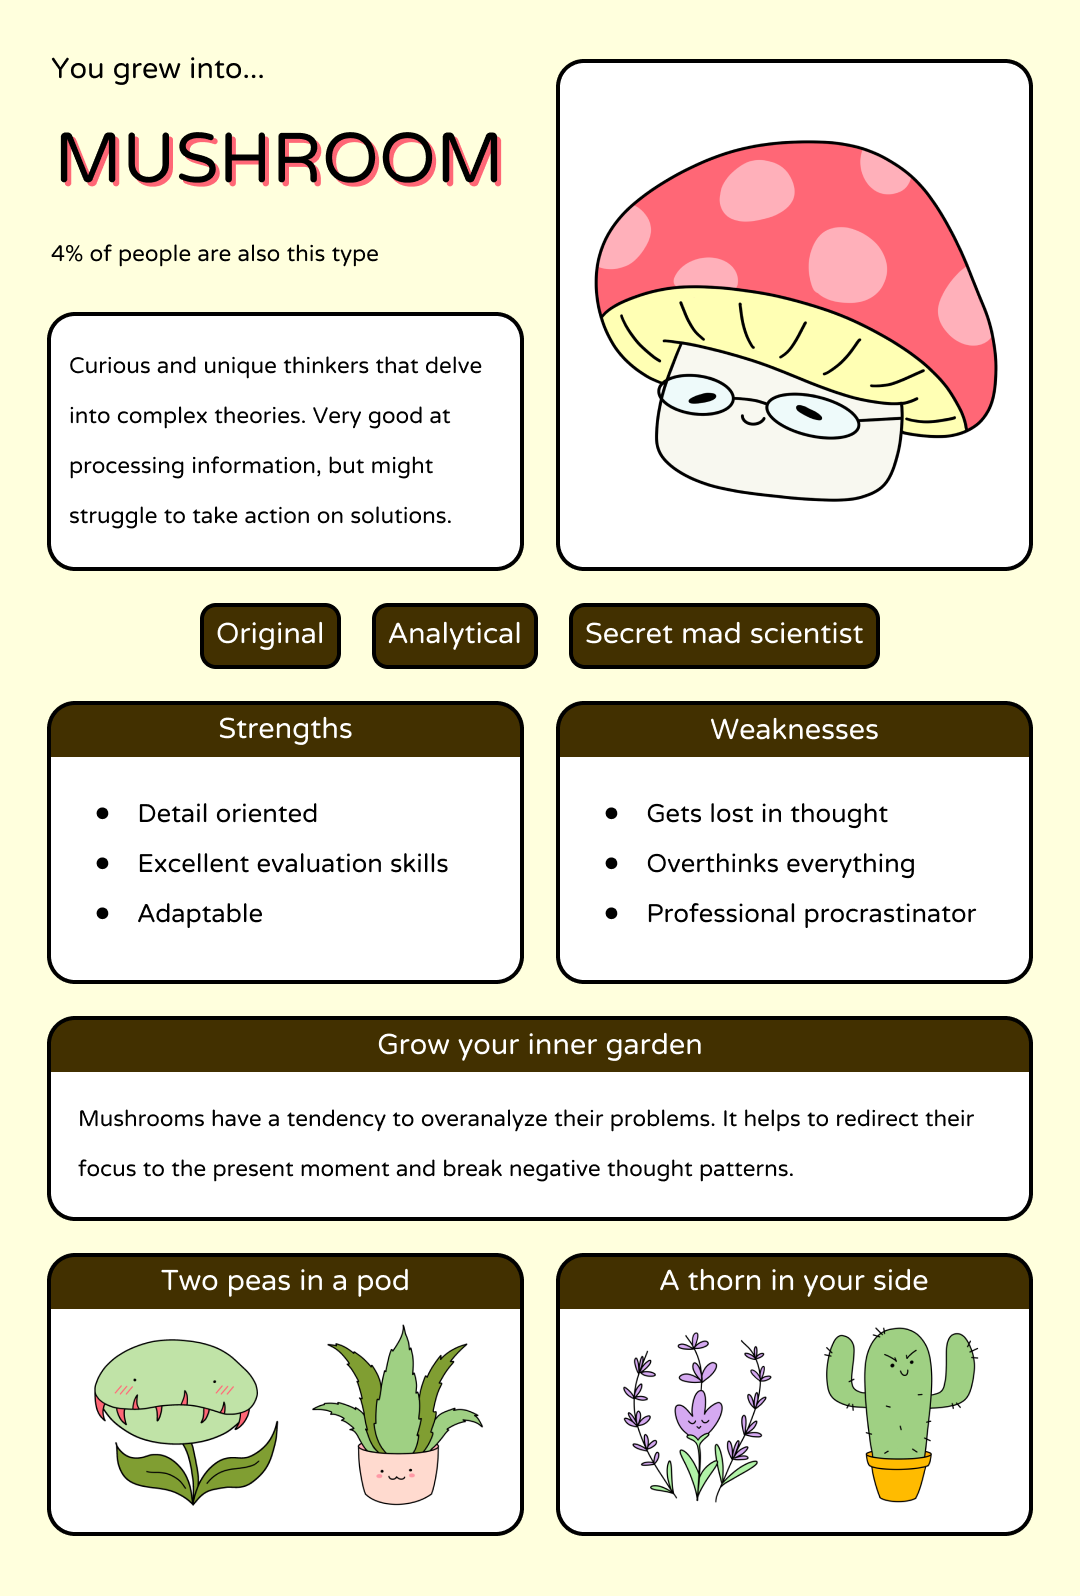 You grew into...
MUSHROOM
4% of people are also this type
Curious and unique thinkers that delve
into complex theories. Very good at
processing information, but might
struggle to take action on solutions.
Original
Analytical
Secret mad scientist
Strengths
● Detail oriented
● Excellent evaluation skills
● Adaptable
Weaknesses
● Gets lost in thought
● Overthinks everything
● Professional procrastinator
Grow your inner garden
Mushrooms have a tendency to overanalyze their problems. It helps to redirect their
focus to the present moment and break negative thought patterns.
Two peas in a pod
A thorn in your side